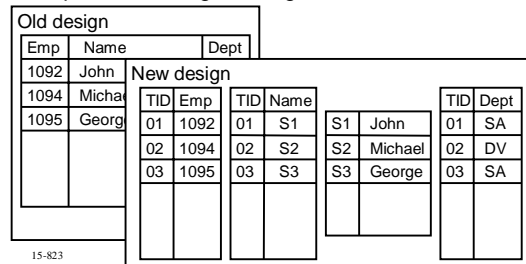 Old design
Emp Name Dept
1092 John
1094
1095
New design
TID Emp TID Name TID Dept
01 1092 01 S1 S1 John 01 SA
02 1094 02 S2 S2 Michael 02 DV
03 1095 03 S3 S3 George 03 SA
15-823